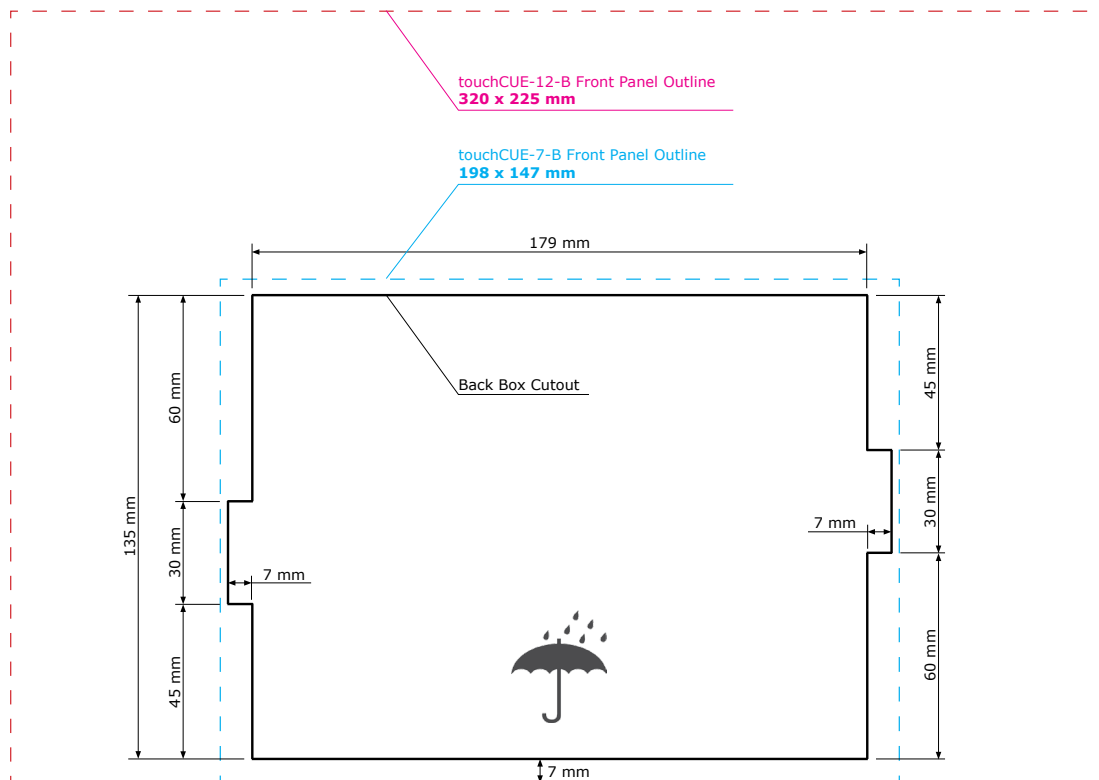 touchCUE-12-B Front Panel Outline
320 x 225 mm
touchCUE-7-B Front Panel Outline
198 x 147 mm
179 mm
Back Box Cutout
60 mm
45 mm
135 mm
30 mm
30 mm
7 mm
7 mm
45 mm
60 mm
7 mm